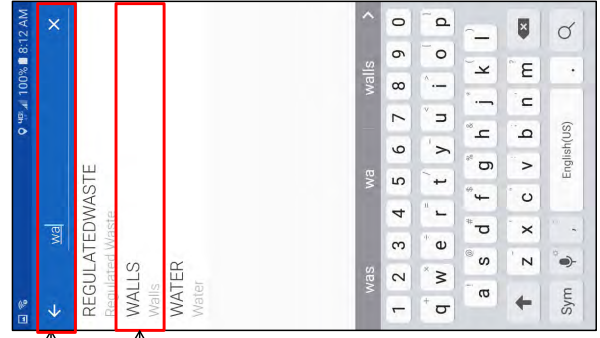 4G 100% 8:12 AM
wa
REGULATEDWASTE
Regulated Waste
WALLS
Walls
WATER
Water
was wa walls
1 2 3 4 5 6 7 8 9 0
q w e r t y u i o p
a s d f g h j k l
z x c v b n m
Sym , English(US) .